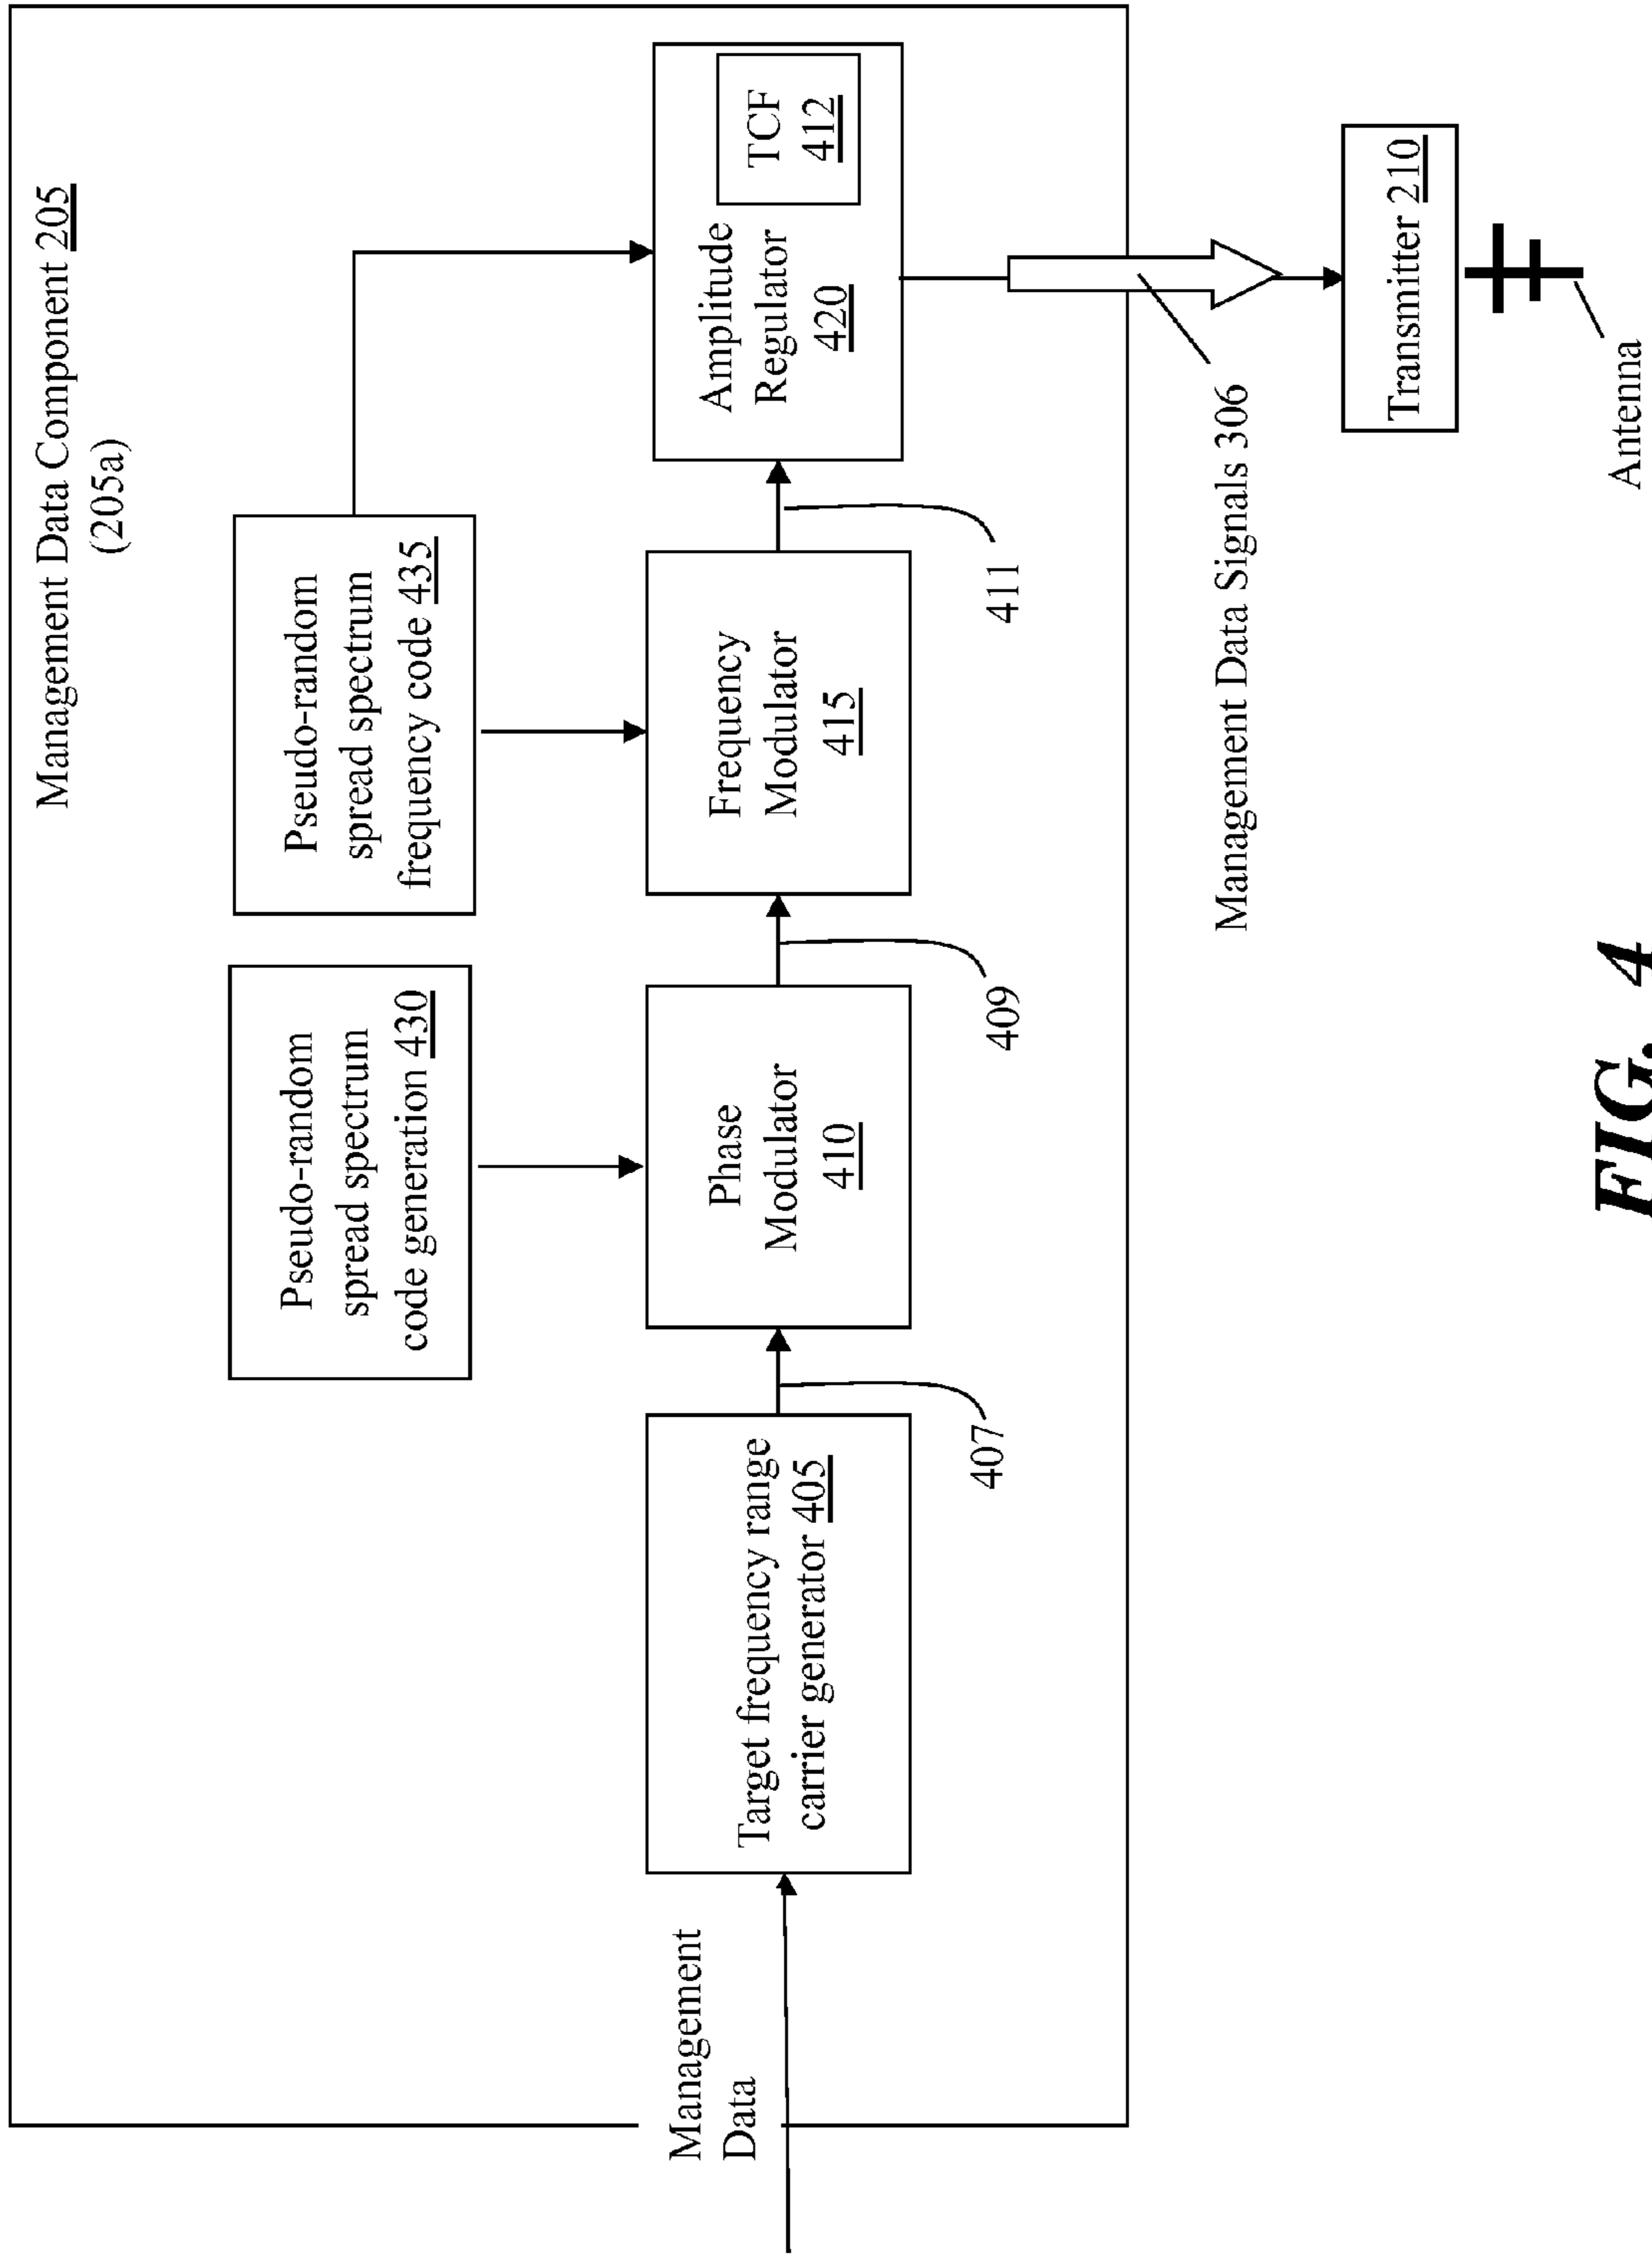 Management Data Component 205
(205a)
Pseudo-random
spread spectrum
code generation 430
Pseudo-random
spread spectrum
frequency code 435
Management
Data
Target frequency range
carrier generator 405
407
Phase
Modulator
410
409
Frequency
Modulator
415
411
Amplitude
Regulator
420
TCF
412
Management Data Signals 306
Transmitter 210
Antenna
FIG. 4